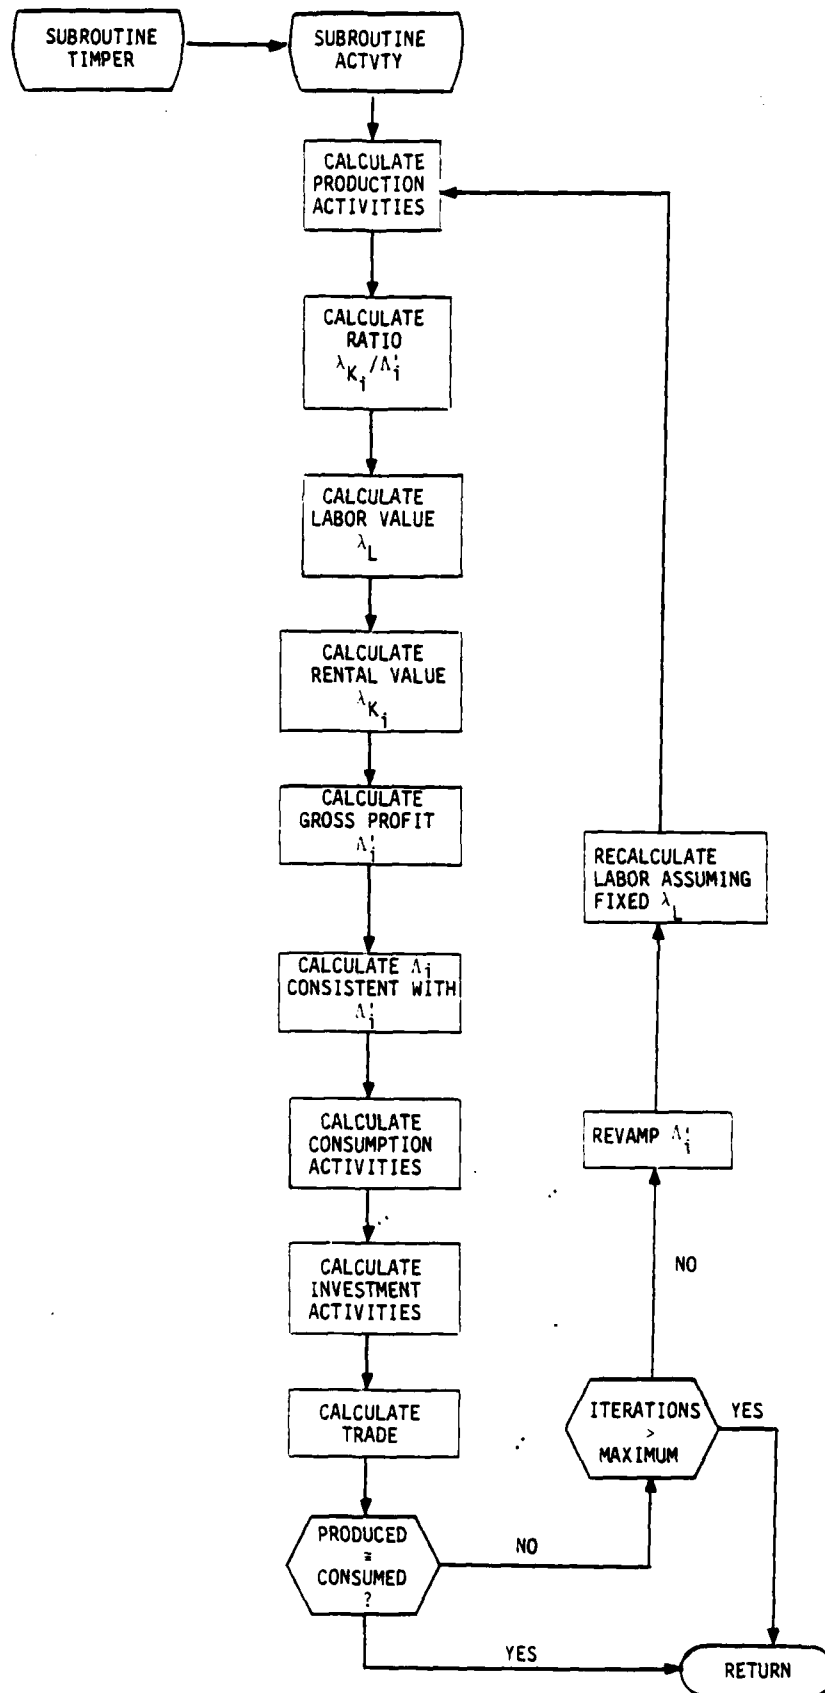 SUBROUTINE
TIMPER
SUBROUTINE
ACTVTY
CALCULATE
PRODUCTION
ACTIVITIES
CALCULATE
RATIO
λKi/Λ'i
CALCULATE
LABOR VALUE
λL
CALCULATE
RENTAL VALUE
λKi
CALCULATE
GROSS PROFIT
Λ'i
CALCULATE Λi
CONSISTENT WITH
Λ'i
CALCULATE
CONSUMPTION
ACTIVITIES
CALCULATE
INVESTMENT
ACTIVITIES
CALCULATE
TRADE
PRODUCED
≅
CONSUMED
?
NO
YES
ITERATIONS
>
MAXIMUM
YES
NO
REVAMP Λ'i
RECALCULATE
LABOR ASSUMING
FIXED λL
RETURN